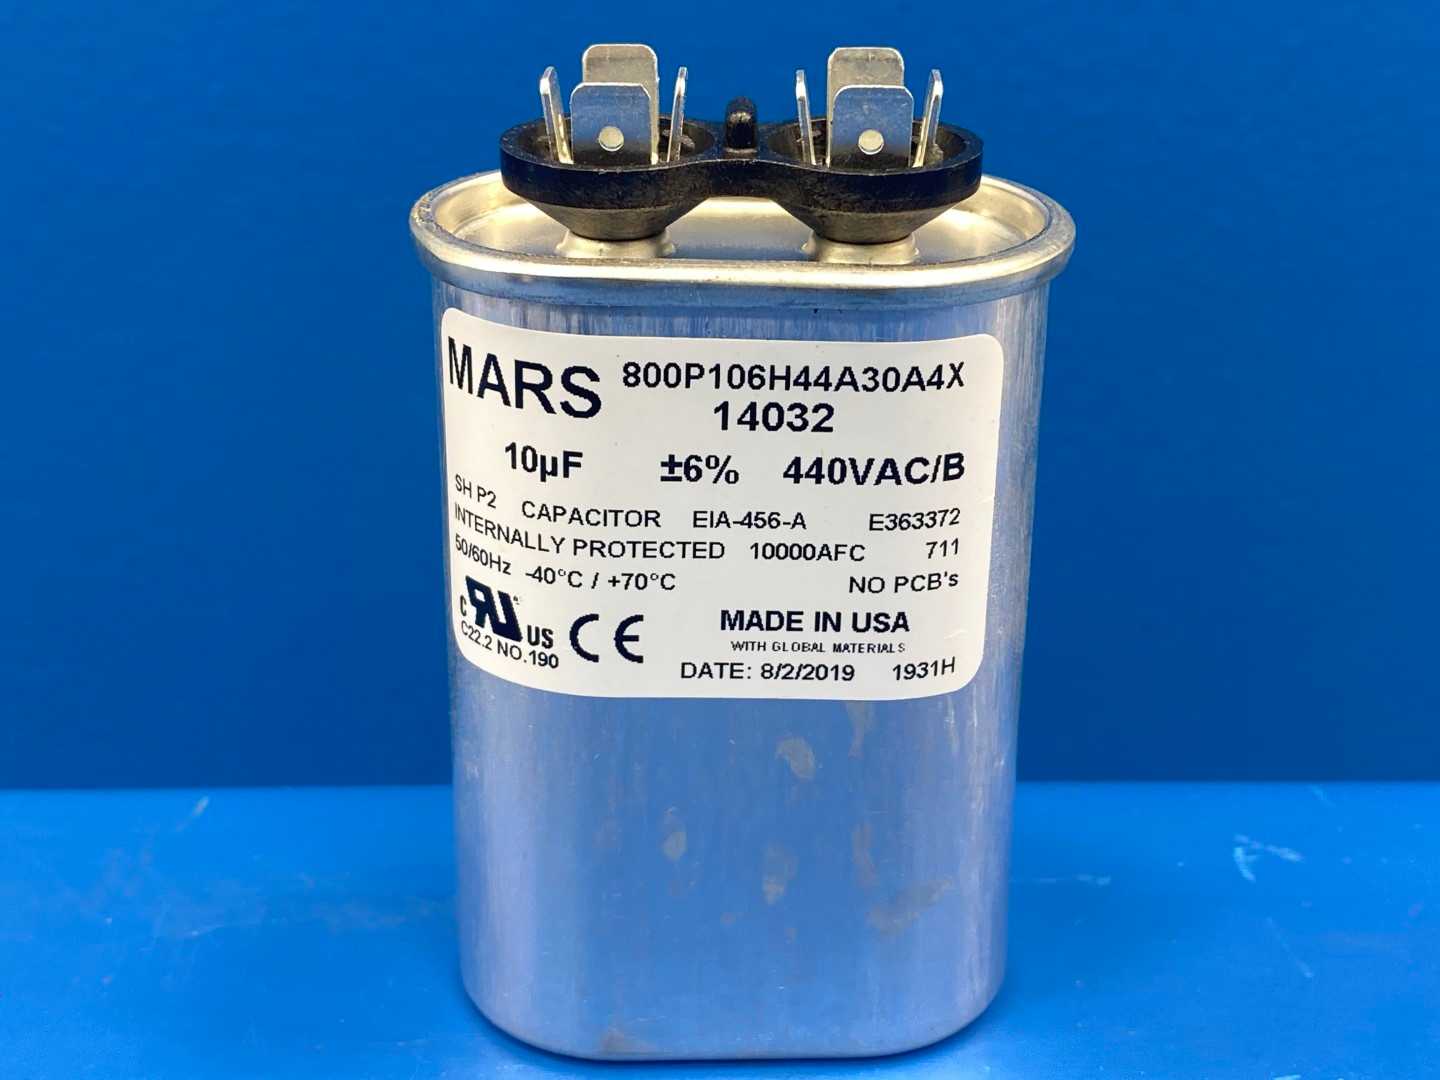 MARS 800P106H44A30A4X
14032
10µF ±6% 440VAC/B
SH P2 CAPACITOR EIA-456-A E363372
INTERNALLY PROTECTED 10000AFC 711
50/60Hz -40°C / +70°C NO PCB's
c RU US CE MADE IN USA
WITH GLOBAL MATERIALS
C22.2 NO.190 DATE: 8/2/2019 1931H